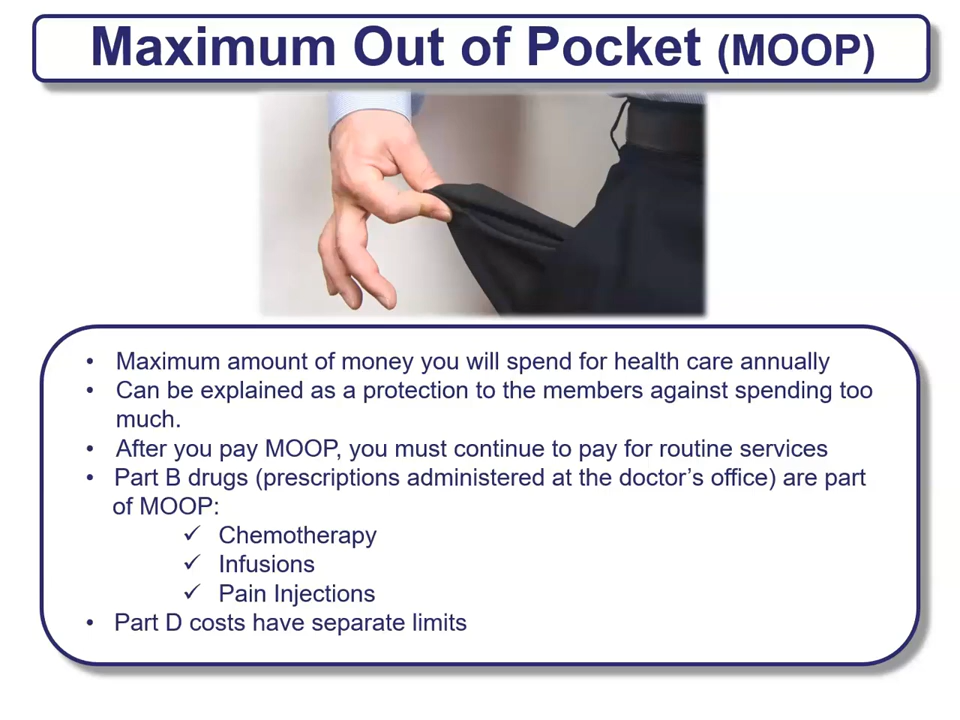 Maximum Out of Pocket (MOOP)
• Maximum amount of money you will spend for health care annually
• Can be explained as a protection to the members against spending too
much.
• After you pay MOOP, you must continue to pay for routine services
• Part B drugs (prescriptions administered at the doctor’s office) are part
of MOOP:
✓ Chemotherapy
✓ Infusions
✓ Pain Injections
• Part D costs have separate limits